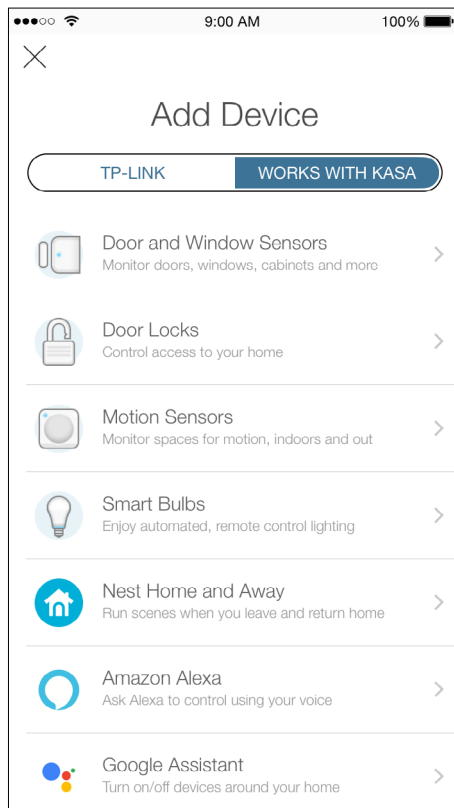 9:00 AM 100%
Add Device
TP-LINK WORKS WITH KASA
Door and Window Sensors
Monitor doors, windows, cabinets and more
Door Locks
Control access to your home
Motion Sensors
Monitor spaces for motion, indoors and out
Smart Bulbs
Enjoy automated, remote control lighting
Nest Home and Away
Run scenes when you leave and return home
Amazon Alexa
Ask Alexa to control using your voice
Google Assistant
Turn on/off devices around your home